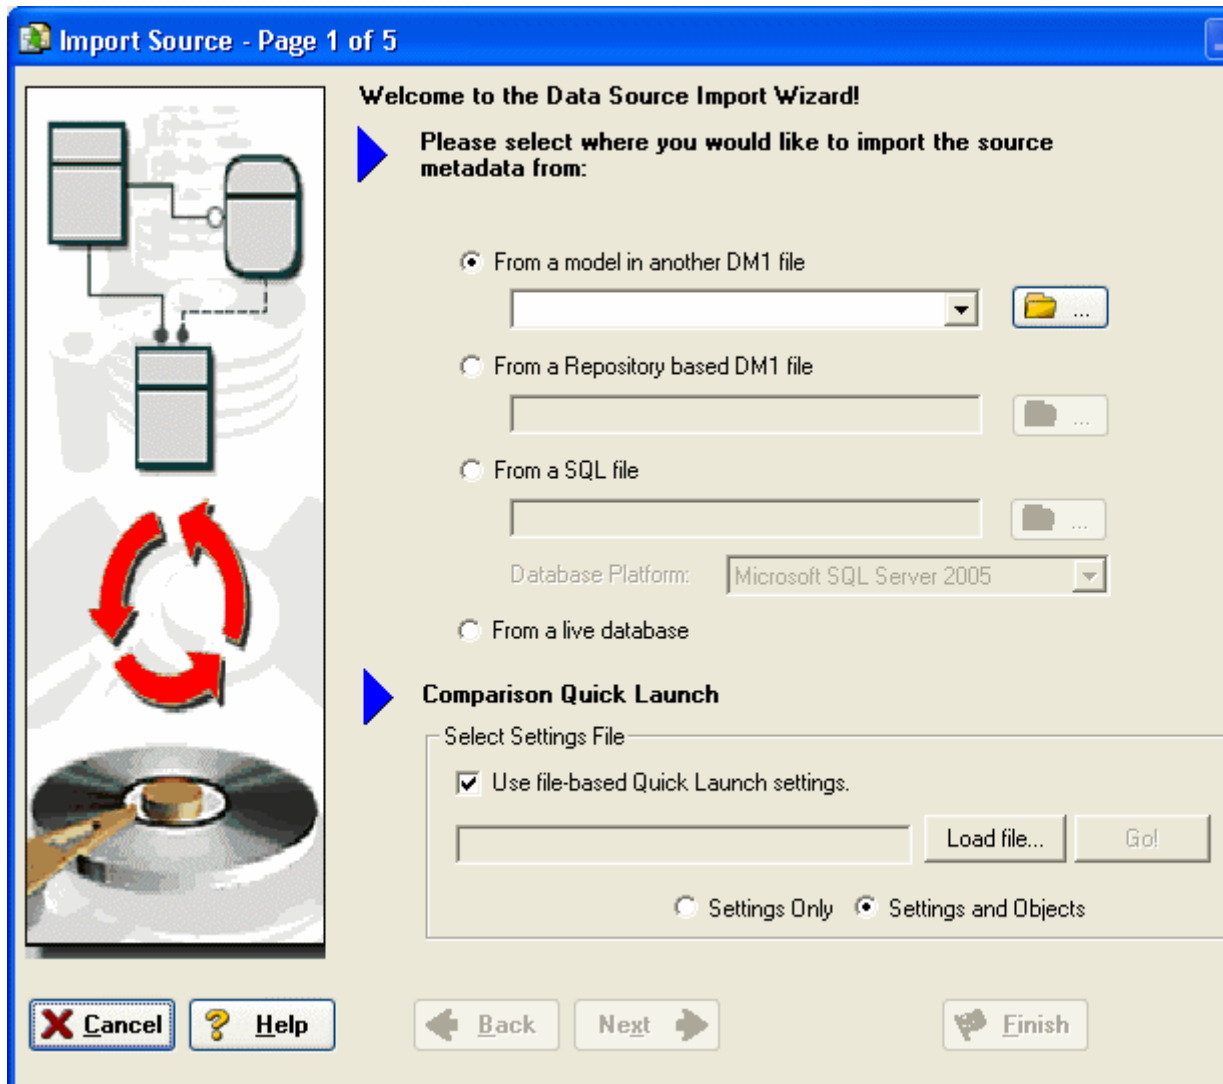 Import Source - Page 1 of 5
Welcome to the Data Source Import Wizard!
Please select where you would like to import the source
metadata from:
From a model in another DM1 file
...
From a Repository based DM1 file
...
From a SQL file
...
Database Platform: Microsoft SQL Server 2005
From a live database
Comparison Quick Launch
Select Settings File
Use file-based Quick Launch settings.
Load file... Go!
Settings Only Settings and Objects
Cancel Help Back Next Finish